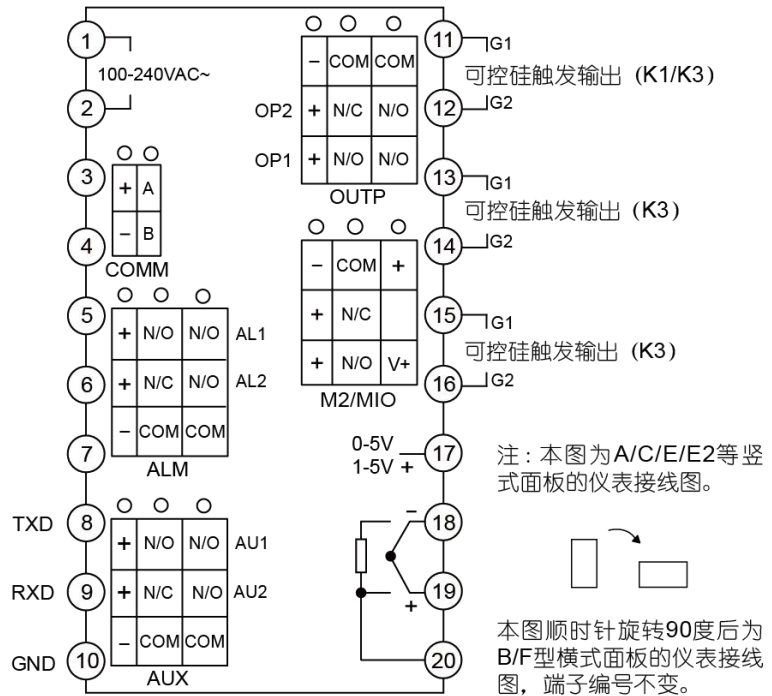 1
100-240VAC~
2
3
+ A
− B
4
COMM
5
+ N/O N/O AL1
6
+ N/C N/O AL2
− COM COM
7
ALM
TXD 8
+ N/O N/O AU1
RXD 9
+ N/C N/O AU2
− COM COM
GND 10
AUX
− COM COM
OP2 + N/C N/O
OP1 + N/O N/O
OUTP
− COM +
+ N/C
+ N/O V+
M2/MIO
11 G1
可控硅触发输出 (K1/K3)
12 G2
13 G1
可控硅触发输出 (K3)
14 G2
15 G1
可控硅触发输出 (K3)
16 G2
0-5V
1-5V + 17
− 18
+ 19
20
注：本图为A/C/E/E2等竖
式面板的仪表接线图。
本图顺时针旋转90度后为
B/F型横式面板的仪表接线
图，端子编号不变。